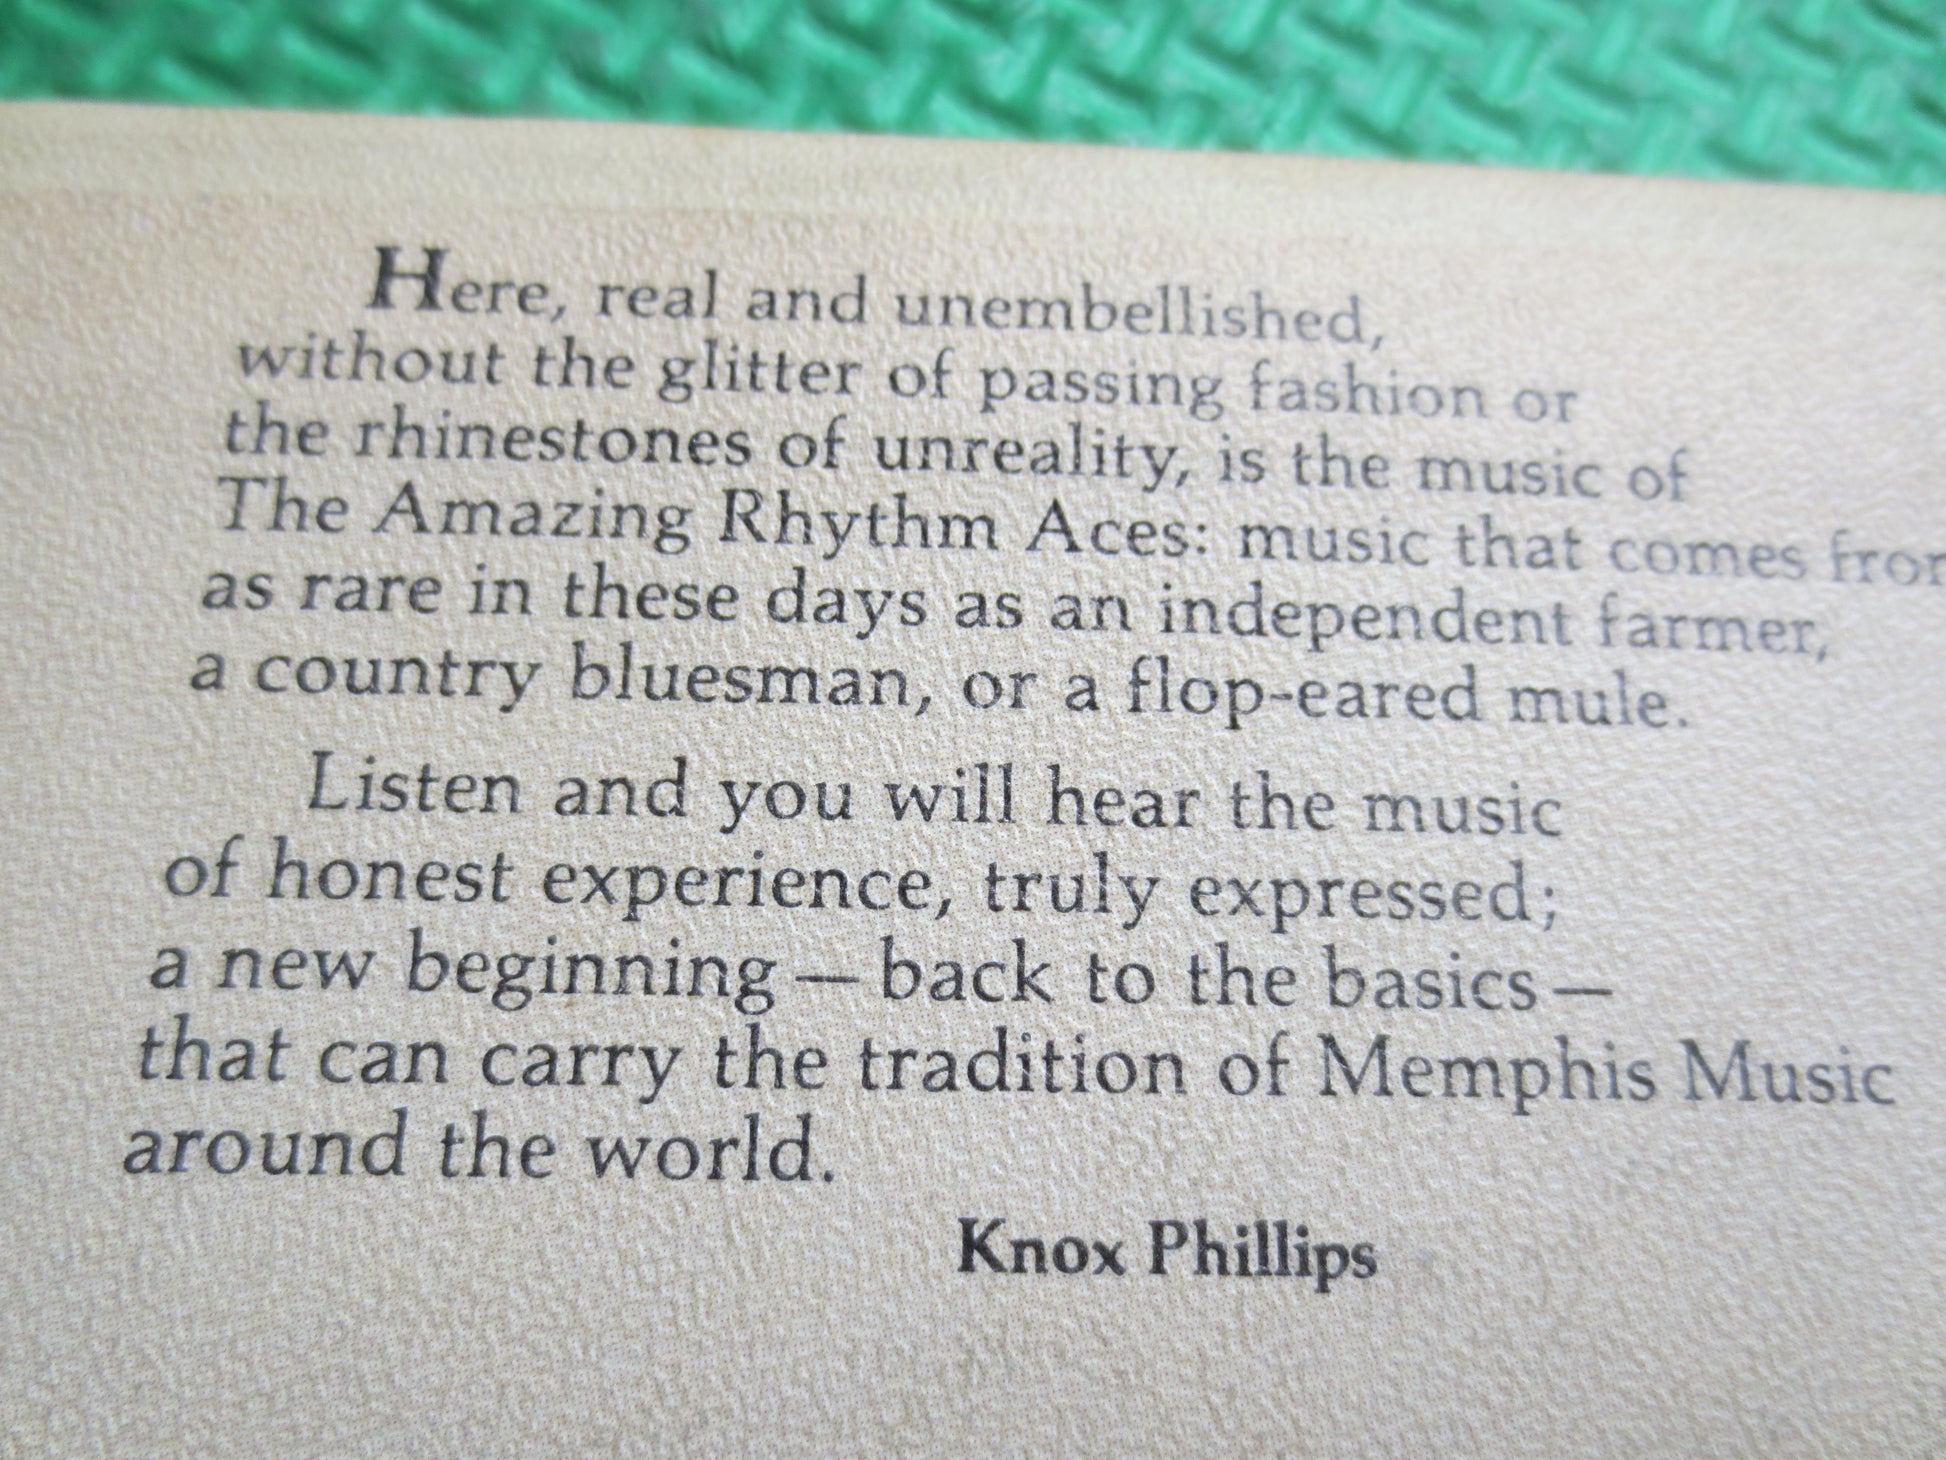 Here, real and unembellished,
without the glitter of passing fashion or
the rhinestones of unreality, is the music of
The Amazing Rhythm Aces: music that comes
as rare in these days as an independent farmer,
a country bluesman, or a flop-eared mule.
Listen and you will hear the music
of honest experience, truly expressed;
a new beginning — back to the basics —
that can carry the tradition of Memphis Music
around the world.
Knox Phillips